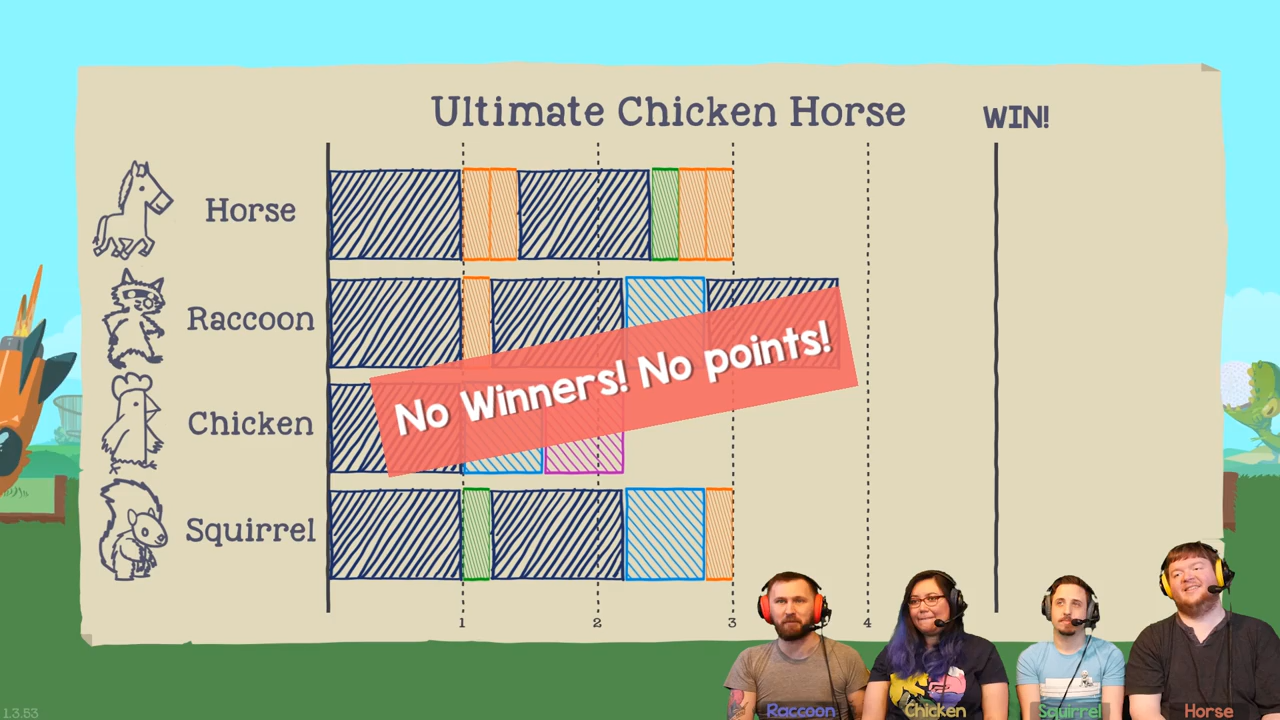 Ultimate Chicken Horse
WIN!
Horse
Raccoon
No Winners! No points!
Chicken
Squirrel
1 2 3 4
Raccoon Chicken Squirrel Horse
1.3.53